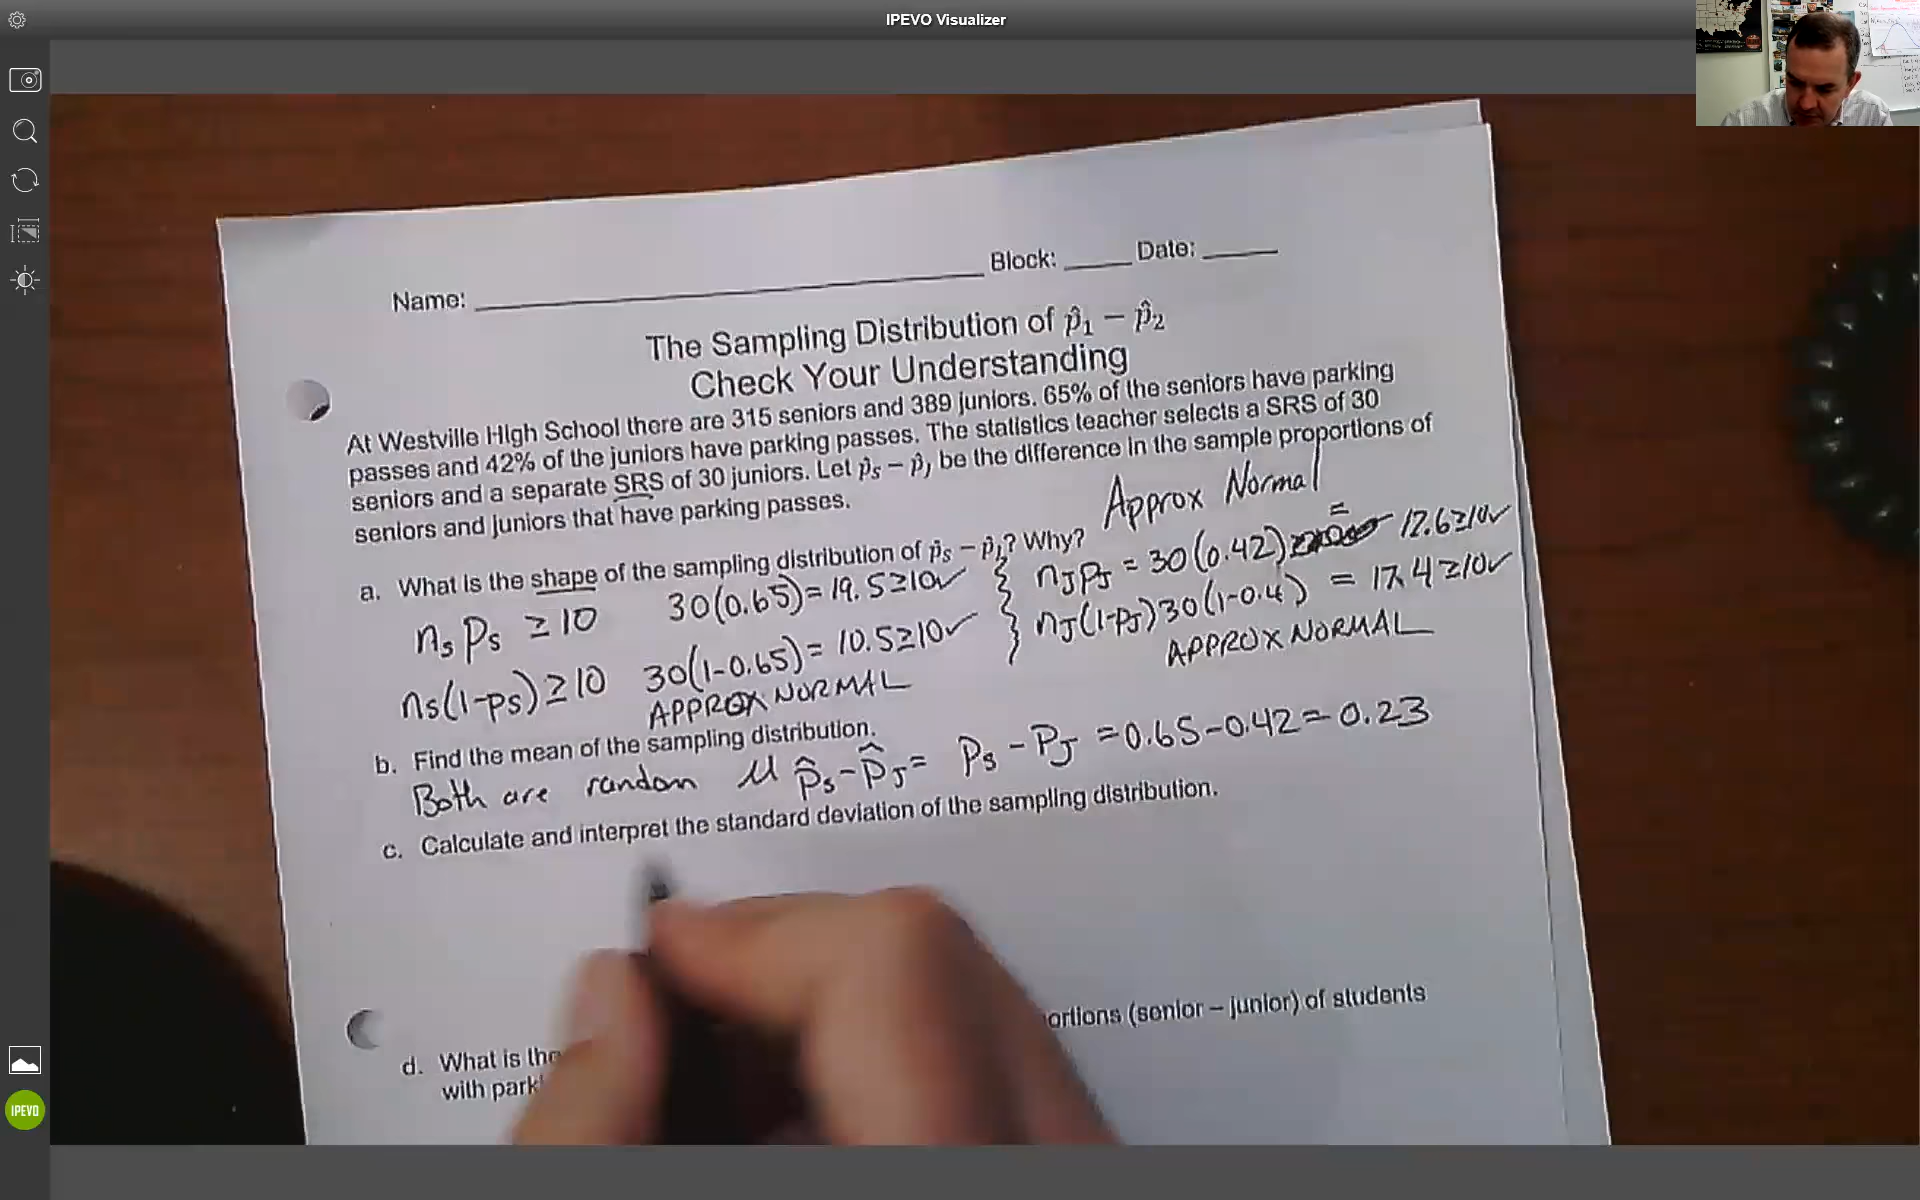 IPEVO Visualizer
Name: ____ Block: ____ Date: ____
The Sampling Distribution of p̂₁ − p̂₂
Check Your Understanding
At Westville High School there are 315 seniors and 389 juniors. 65% of the seniors have parking
passes and 42% of the juniors have parking passes. The statistics teacher selects a SRS of 30
seniors and a separate SRS of 30 juniors. Let p̂S − p̂J be the difference in the sample proportions of
seniors and juniors that have parking passes.
Approx Normal
a. What is the shape of the sampling distribution of p̂S − p̂J? Why?
nS pS ≥ 10 30(0.65) = 19.5 ≥ 10 ✓ nJ pJ = 30(0.42) = 12.6 ≥ 10 ✓
nS(1-pS) ≥ 10 30(1-0.65) = 10.5 ≥ 10 ✓ nJ(1-pJ) 30(1-0.4) = 17.4 ≥ 10 ✓
APPROX NORMAL APPROX NORMAL
b. Find the mean of the sampling distribution.
Both are random μ p̂S - p̂J = pS - pJ = 0.65 - 0.42 = 0.23
c. Calculate and interpret the standard deviation of the sampling distribution.
d. What is the ortions (senior – junior) of students
with park
IPEVO